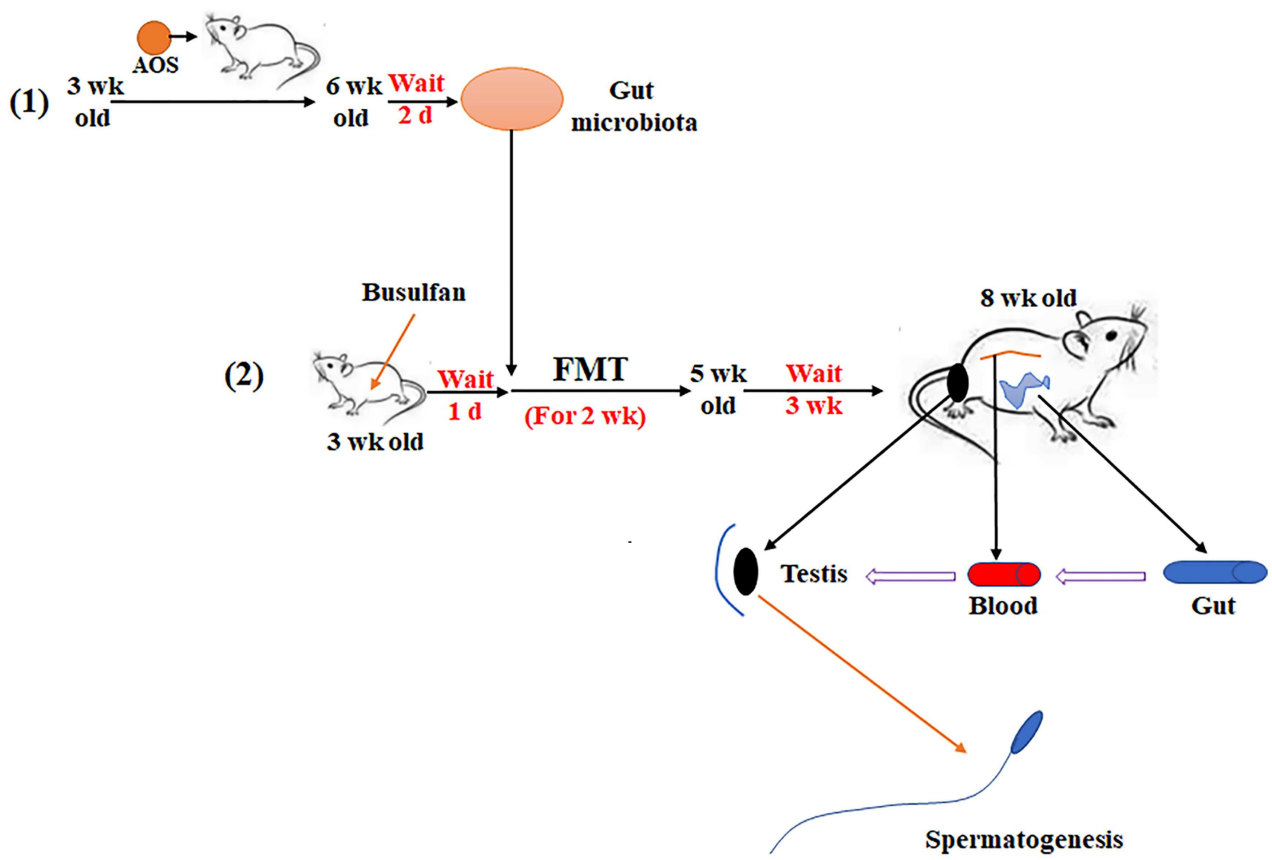 AOS
(1)
3 wk
old
6 wk
old
Wait
2 d
Gut
microbiota
Busulfan
(2)
3 wk old
Wait
1 d
FMT
(For 2 wk)
5 wk
old
Wait
3 wk
8 wk old
Testis
Blood
Gut
Spermatogenesis